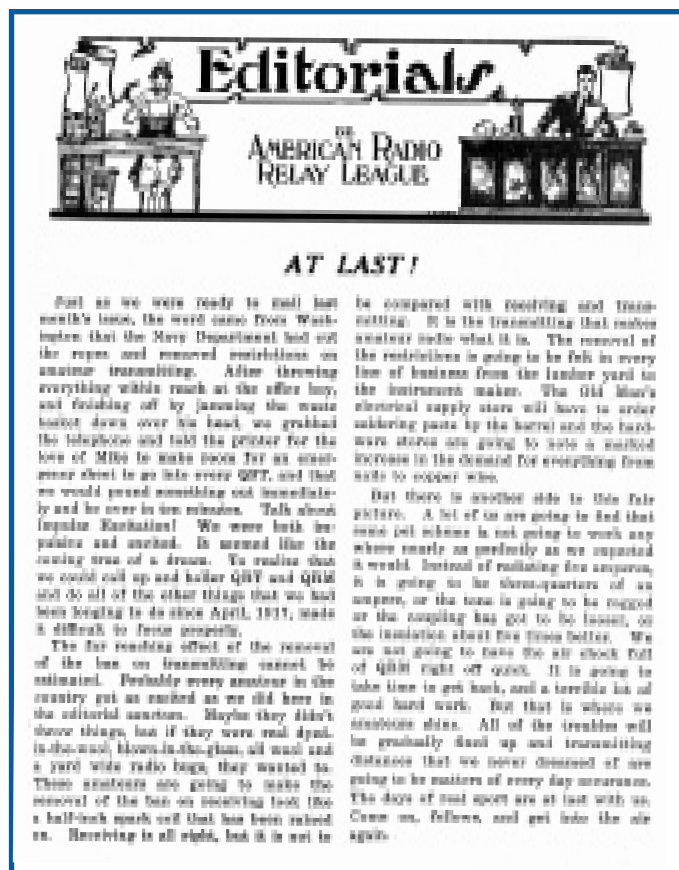 Editorials
DE
AMERICAN RADIO
RELAY LEAGUE
AT LAST!
Just as we were ready to mail last
month's issue, the word came from Wash-
ington that the Navy Department had cut
the ropes and removed restrictions on
amateur transmitting. After throwing
everything within reach at the office boy,
and finishing off by jamming the waste
basket down over his head, we grabbed
the telephone and told the printer for the
love of Mike to make room for an emer-
gency sheet to go into every QST, and that
we would pound something out immediate-
ly and be over in ten minutes. Talk about
Impulse Excitation! We were both im-
pulsive and excited. It seemed like the
coming true of a dream. To realize that
we could call up and holler QRT and QRM
and do all of the other things that we had
been longing to do since April, 1917, made
it difficult to focus properly.
The far reaching effect of the removal
of the ban on transmitting cannot be
estimated. Probably every amateur in the
country got as excited as we did here in
the editorial sanctum. Maybe they didn't
throw things, but if they were real dyed-
in-the-wool, blown-in-the-glass, all wool and
a yard wide radio bugs, they wanted to.
These amateurs are going to make the
removal of the ban on receiving look like
a half-inch spark coil that has been rained
on. Receiving is all right, but it is not to
be compared with receiving and trans-
mitting. It is the transmitting that makes
amateur radio what it is. The removal of
the restrictions is going to be felt in every
line of business from the lumber yard to
the instrument maker. The Old Man's
electrical supply store will have to order
soldering paste by the barrel and the hard-
ware stores are going to note a marked
increase in the demand for everything from
nails to copper wire.
But there is another side to this fair
picture. A lot of us are going to find that
some pet scheme is not going to work any
where nearly as perfectly as we expected
it would. Instead of radiating five amperes,
it is going to be three-quarters of an
ampere, or the tone is going to be ragged
or the coupling has got to be looser, or
the insulation about five times better. We
are not going to have the air chock full
of QRM right off quick. It is going to
take time to get back, and a terrible lot of
good hard work. But that is where we
amateurs shine. All of the troubles will
be gradually fixed up and transmitting
distances that we never dreamed of are
going to be matters of every day occurance.
The days of real sport are at last with us.
Come on, fellows, and get into the air
again.